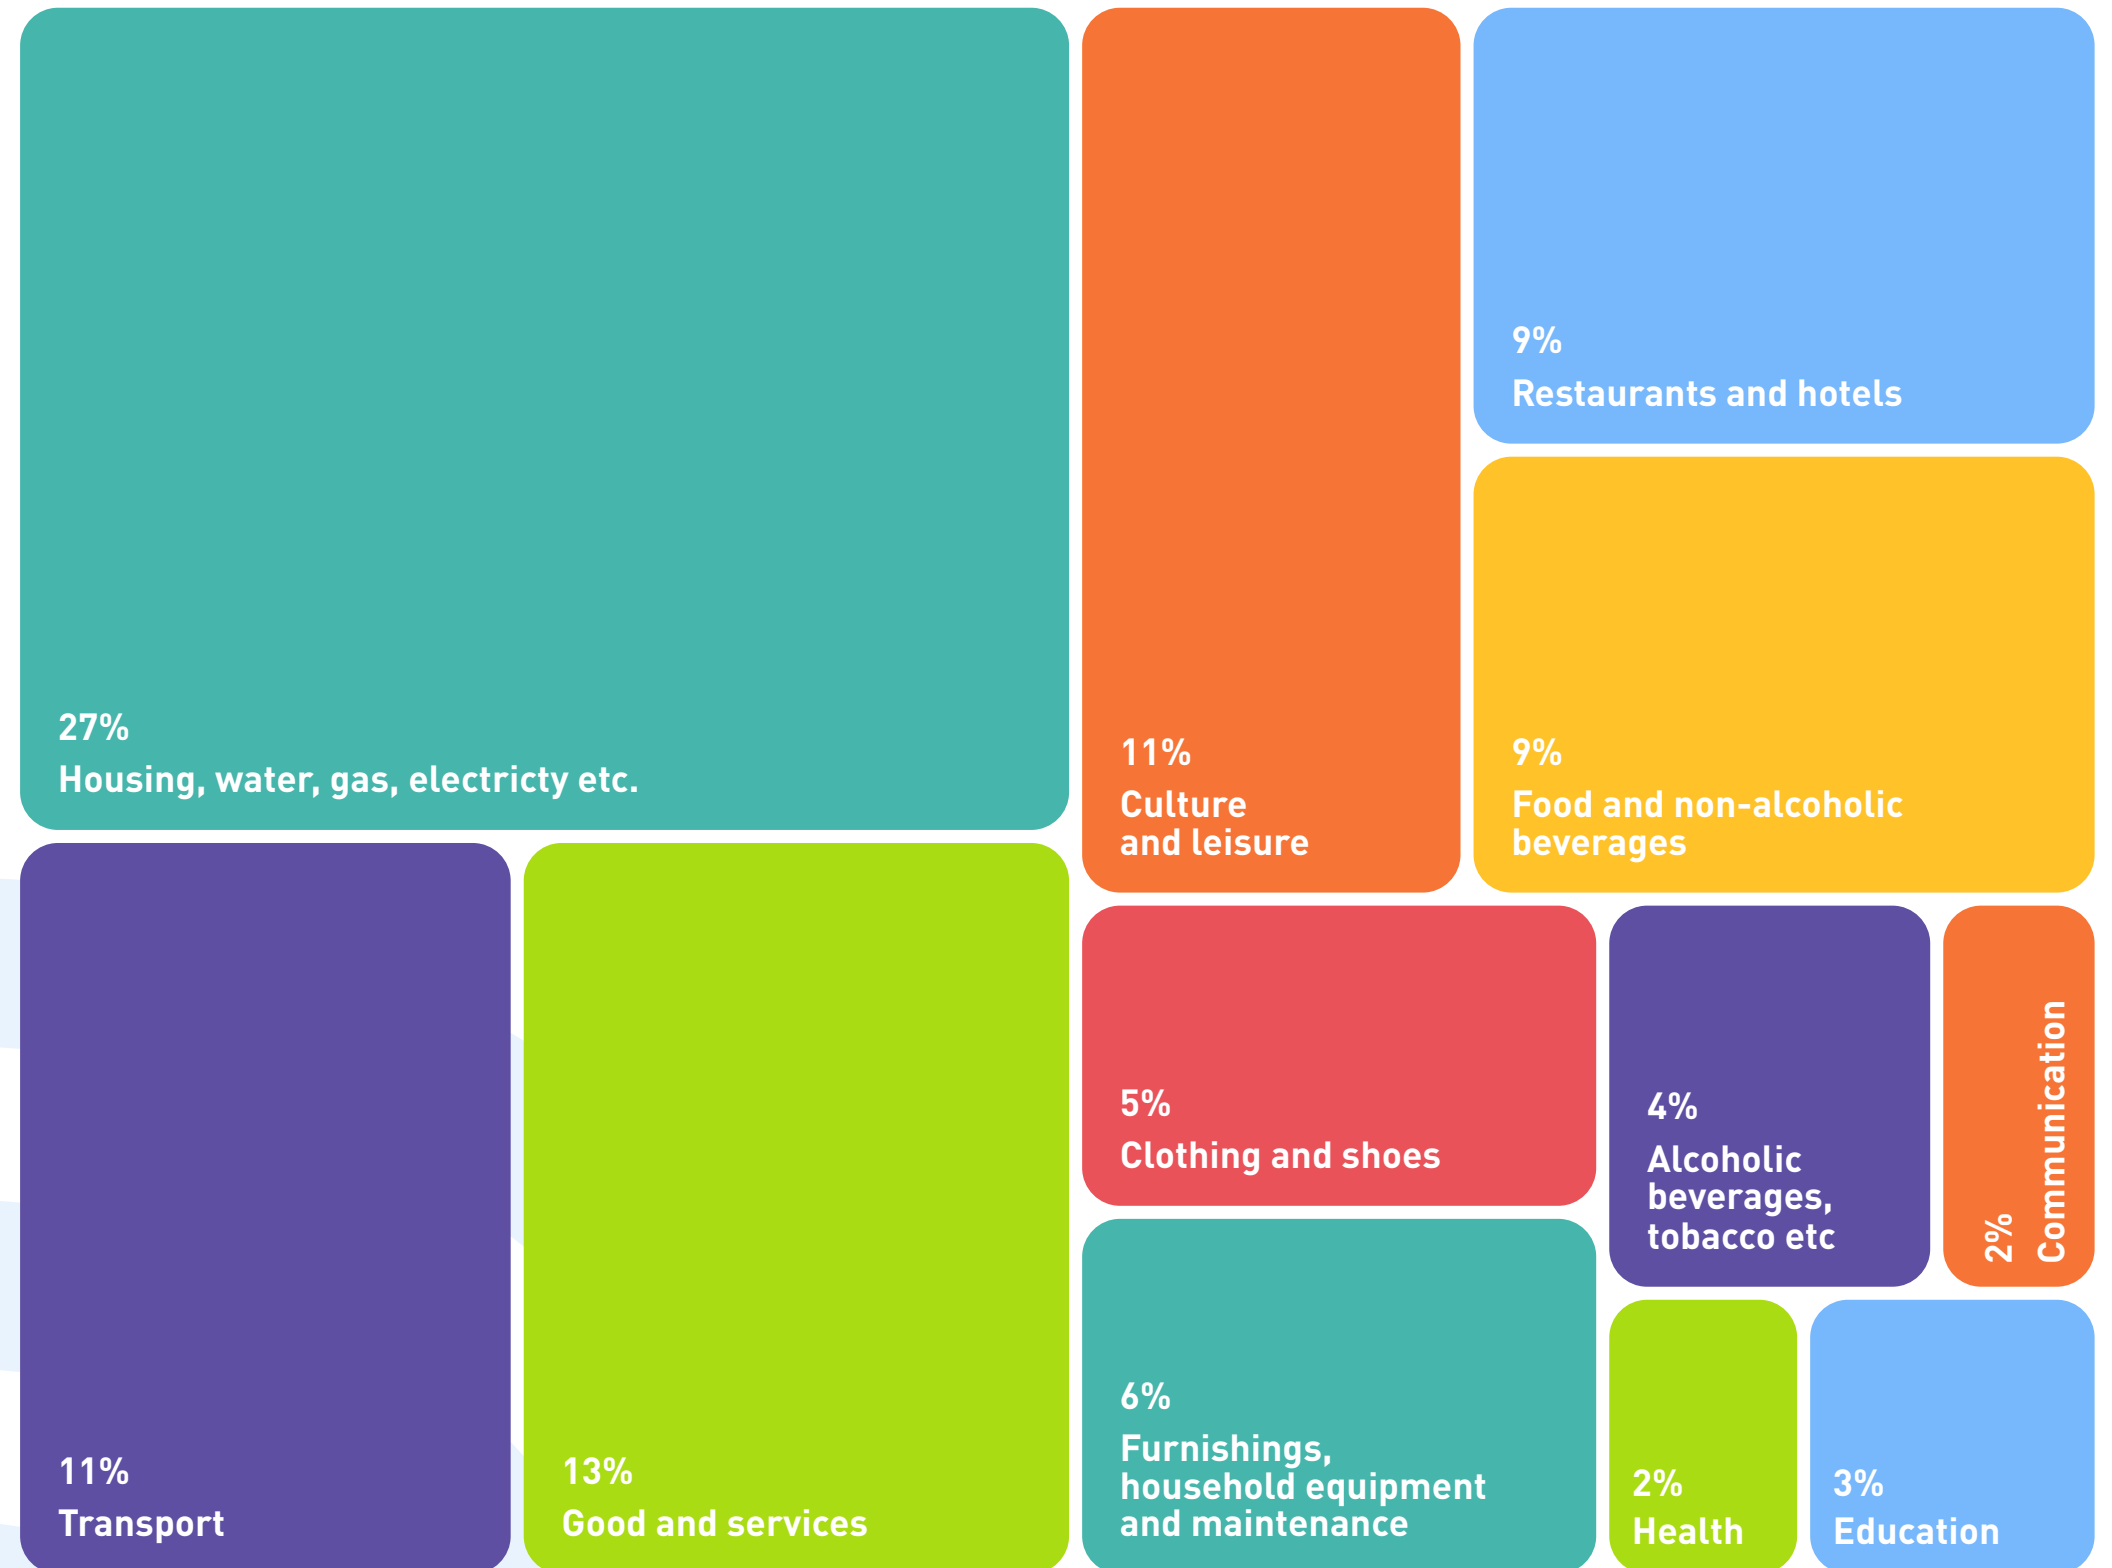 27%
Housing, water, gas, electricty etc.
11%
Culture
and leisure
9%
Restaurants and hotels
9%
Food and non-alcoholic
beverages
11%
Transport
13%
Good and services
5%
Clothing and shoes
4%
Alcoholic
beverages,
tobacco etc
2%
Communication
6%
Furnishings,
household equipment
and maintenance
2%
Health
3%
Education